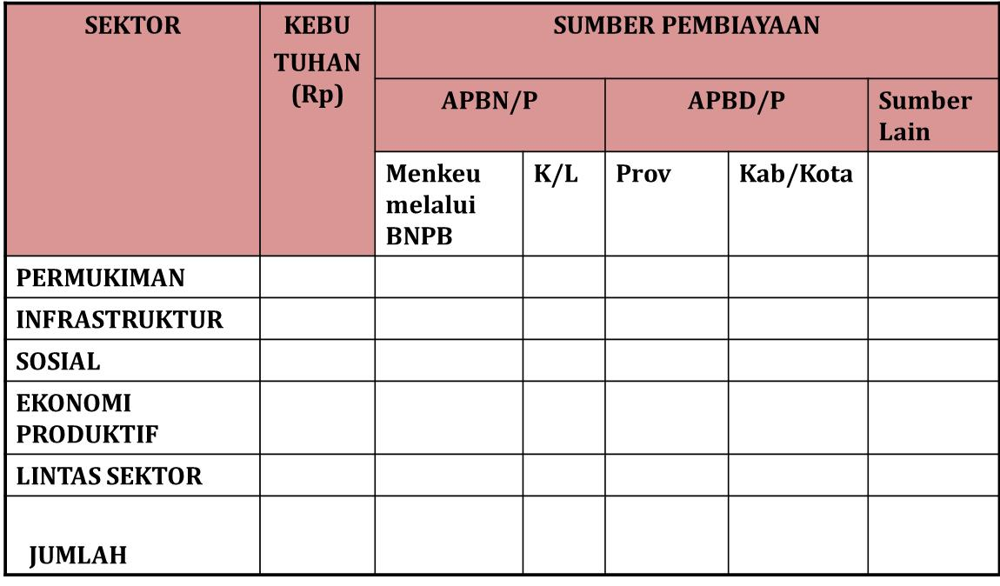 SEKTOR
KEBU
TUHAN
(Rp)
SUMBER PEMBIAYAAN
APBN/P
APBD/P
Sumber
Lain
Menkeu
melalui
BNPB
K/L
Prov
Kab/Kota
PERMUKIMAN
INFRASTRUKTUR
SOSIAL
EKONOMI
PRODUKTIF
LINTAS SEKTOR
JUMLAH